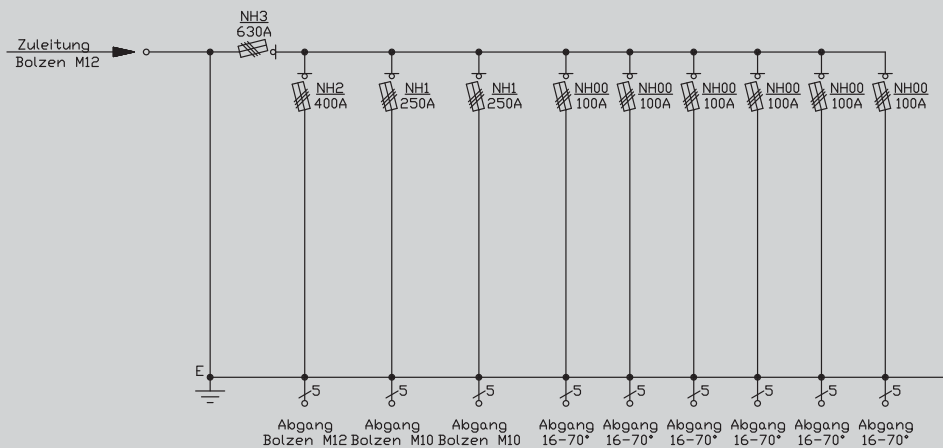 NH3
630A
Zuleitung
Bolzen M12
NH2
400A
NH1
250A
NH1
250A
NH00
100A
NH00
100A
NH00
100A
NH00
100A
NH00
100A
NH00
100A
E
5
5
5
5
5
5
5
5
5
Abgang
Bolzen M12
Abgang
Bolzen M10
Abgang
Bolzen M10
Abgang
16-70°
Abgang
16-70°
Abgang
16-70°
Abgang
16-70°
Abgang
16-70°
Abgang
16-70°